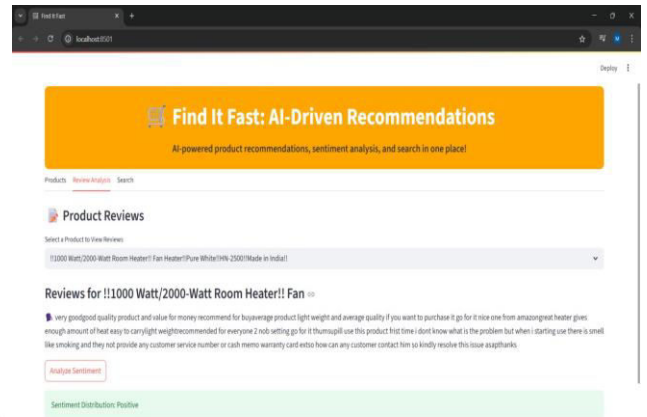 Find It Fast
localhost:8501
M
Deploy
Find It Fast: AI-Driven Recommendations
AI-powered product recommendations, sentiment analysis, and search in one place!
Products Review Analysis Search
Product Reviews
Select a Product to View Reviews
!!1000 Watt/2000-Watt Room Heater!! Fan Heater!!Pure White!!HN-2500!!Made in India!!
Reviews for !!1000 Watt/2000-Watt Room Heater!! Fan
very goodgood quality product and value for money recommend for buyaverage product light weight and average quality if you want to purchase it go for it nice one from amazongreat heater gives
enough amount of heat easy to carrylight weightrecommended for everyone 2 nob setting go for it thumsupill use this product frist time i dont know what is the problem but when i starting use there is smell
like smoking and they not provide any customer service number or cash memo warranty card extso how can any customer contact him so kindly resolve this issue asapthanks
Analyze Sentiment
Sentiment Distribution: Positive